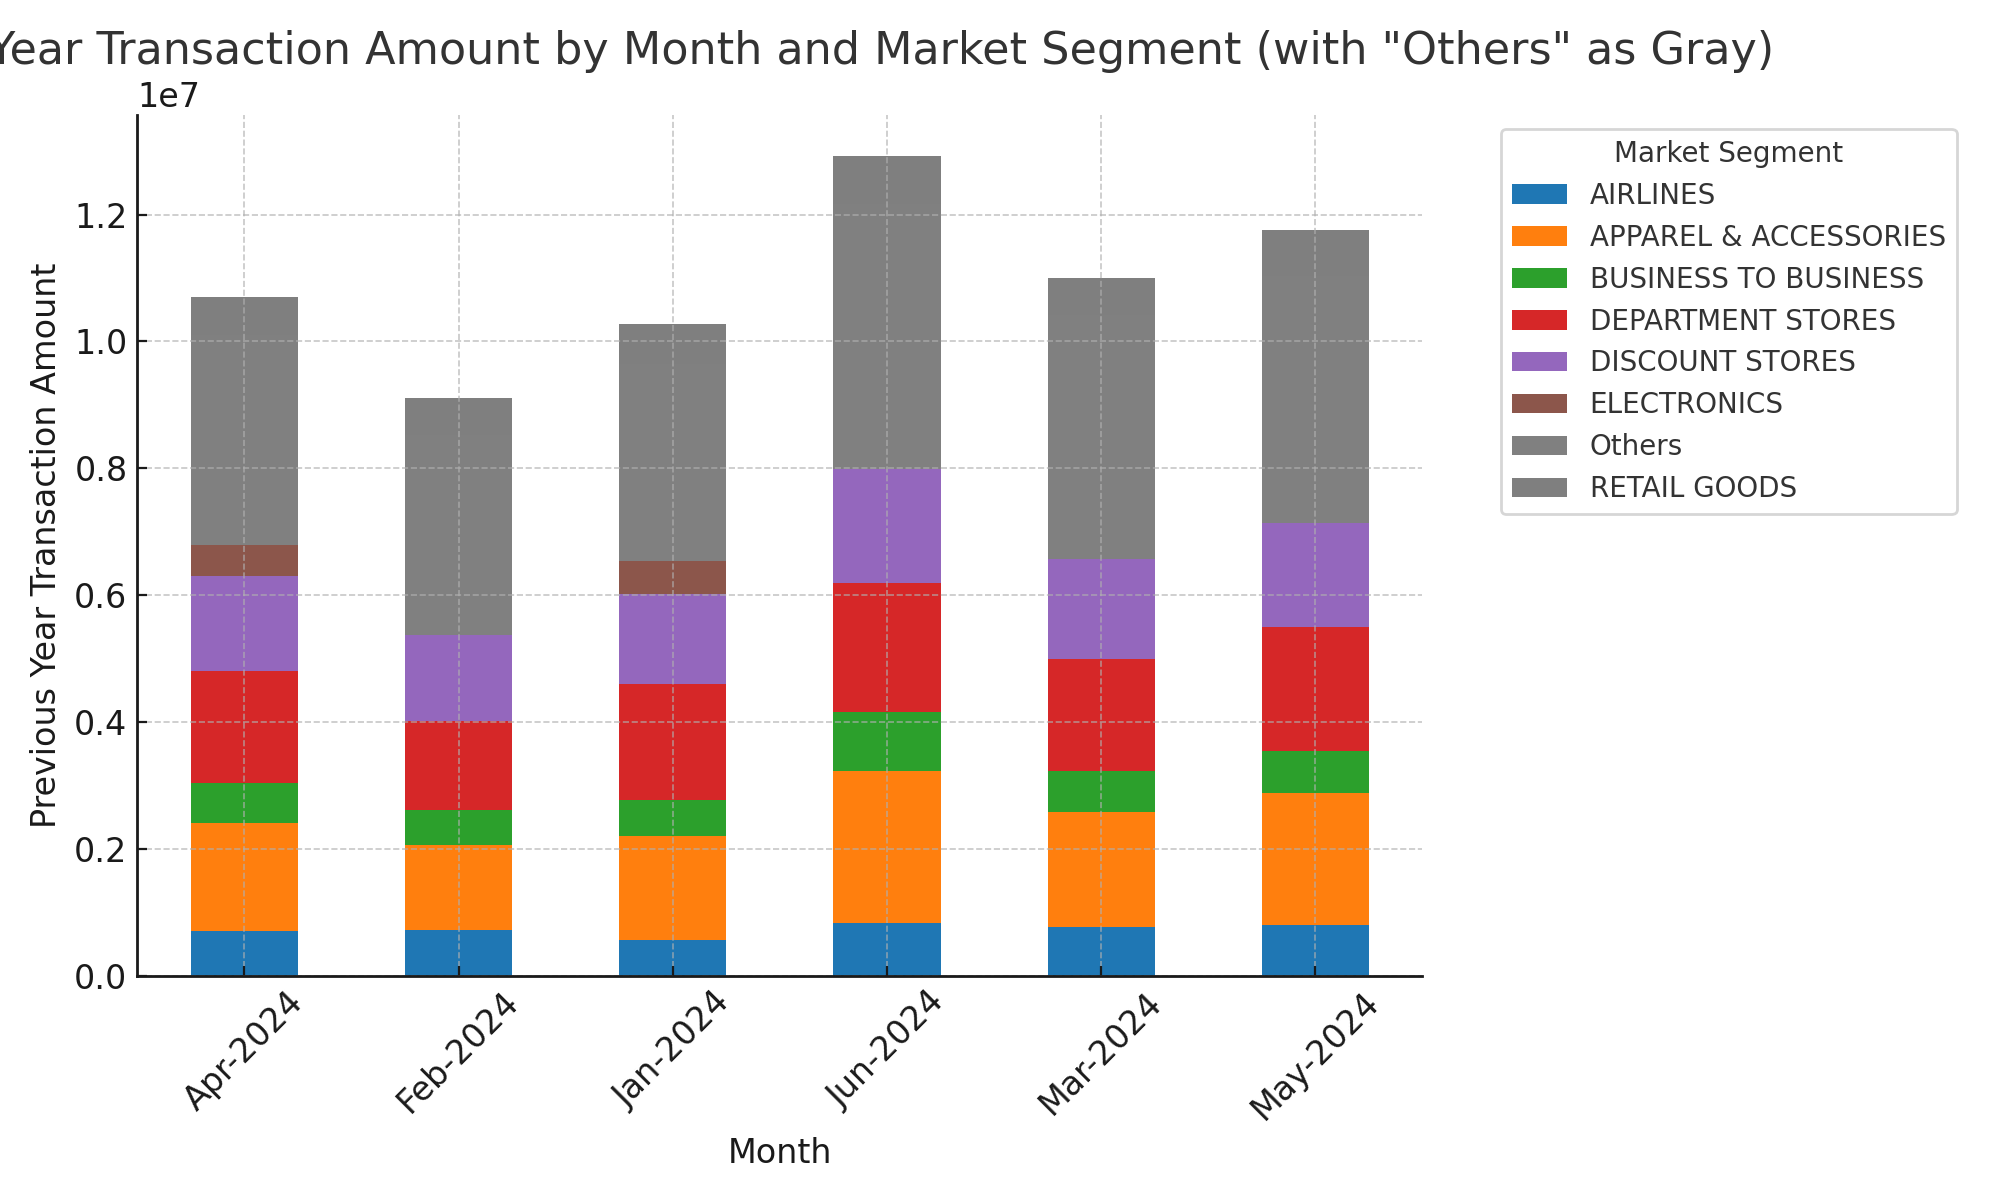 Year Transaction Amount by Month and Market Segment (with "Others" as Gray)
1e7
1.2
1.0
0.8
0.6
0.4
0.2
0.0
Previous Year Transaction Amount
Apr-2024
Feb-2024
Jan-2024
Jun-2024
Mar-2024
May-2024
Month
Market Segment
AIRLINES
APPAREL & ACCESSORIES
BUSINESS TO BUSINESS
DEPARTMENT STORES
DISCOUNT STORES
ELECTRONICS
Others
RETAIL GOODS